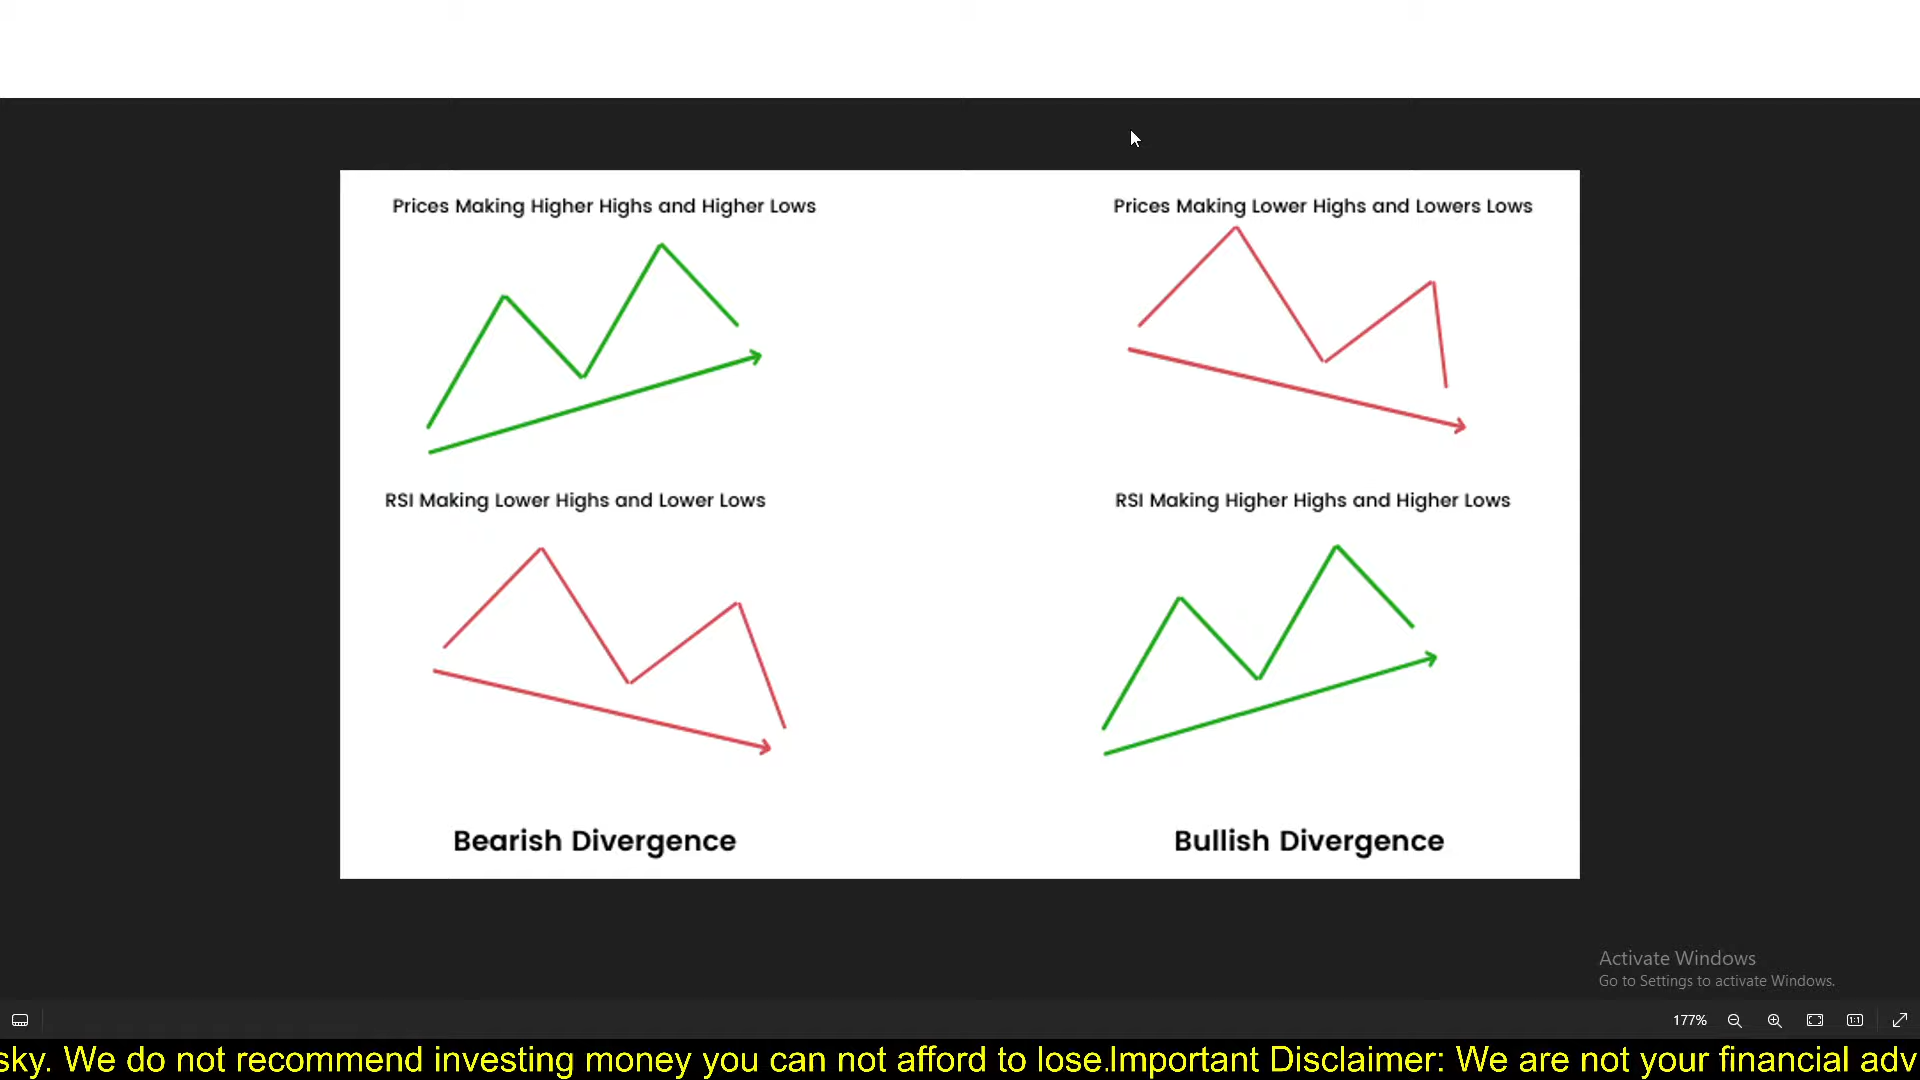 Prices Making Higher Highs and Higher Lows
Prices Making Lower Highs and Lowers Lows
RSI Making Lower Highs and Lower Lows
RSI Making Higher Highs and Higher Lows
Bearish Divergence
Bullish Divergence
Activate Windows
Go to Settings to activate Windows.
177%
1:1
sky. We do not recommend investing money you can not afford to lose.Important Disclaimer: We are not your financial adv